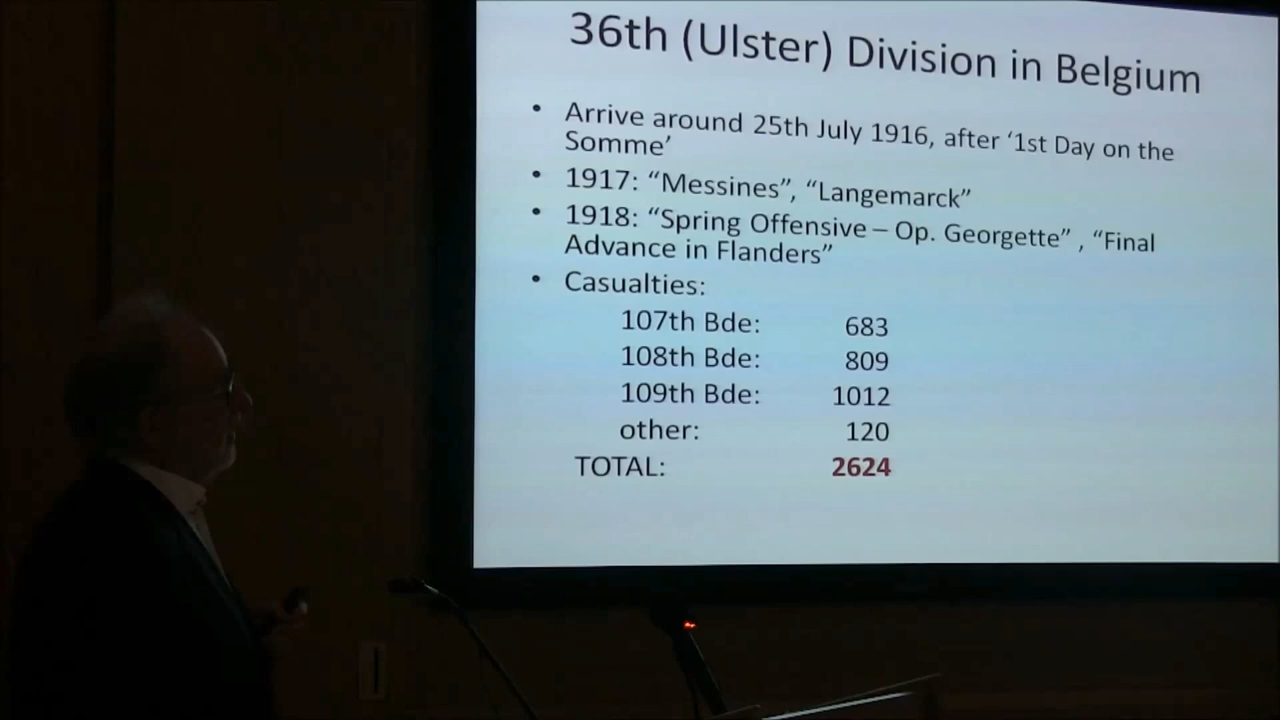 36th (Ulster) Division in Belgium
• Arrive around 25th July 1916, after ‘1st Day on the
Somme’
• 1917: “Messines”, “Langemarck”
• 1918: “Spring Offensive – Op. Georgette” , “Final
Advance in Flanders”
• Casualties:
107th Bde: 683
108th Bde: 809
109th Bde: 1012
other: 120
TOTAL: 2624